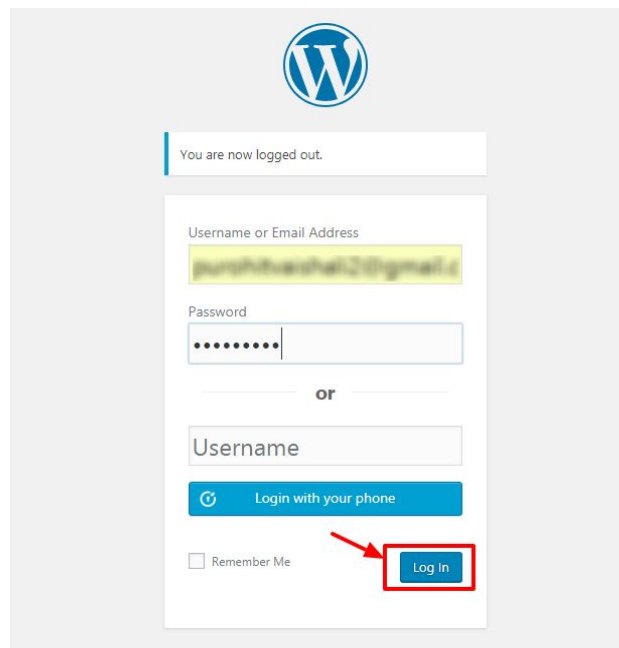 You are now logged out.
Username or Email Address
Password
or
Username
Login with your phone
Remember Me
Log In